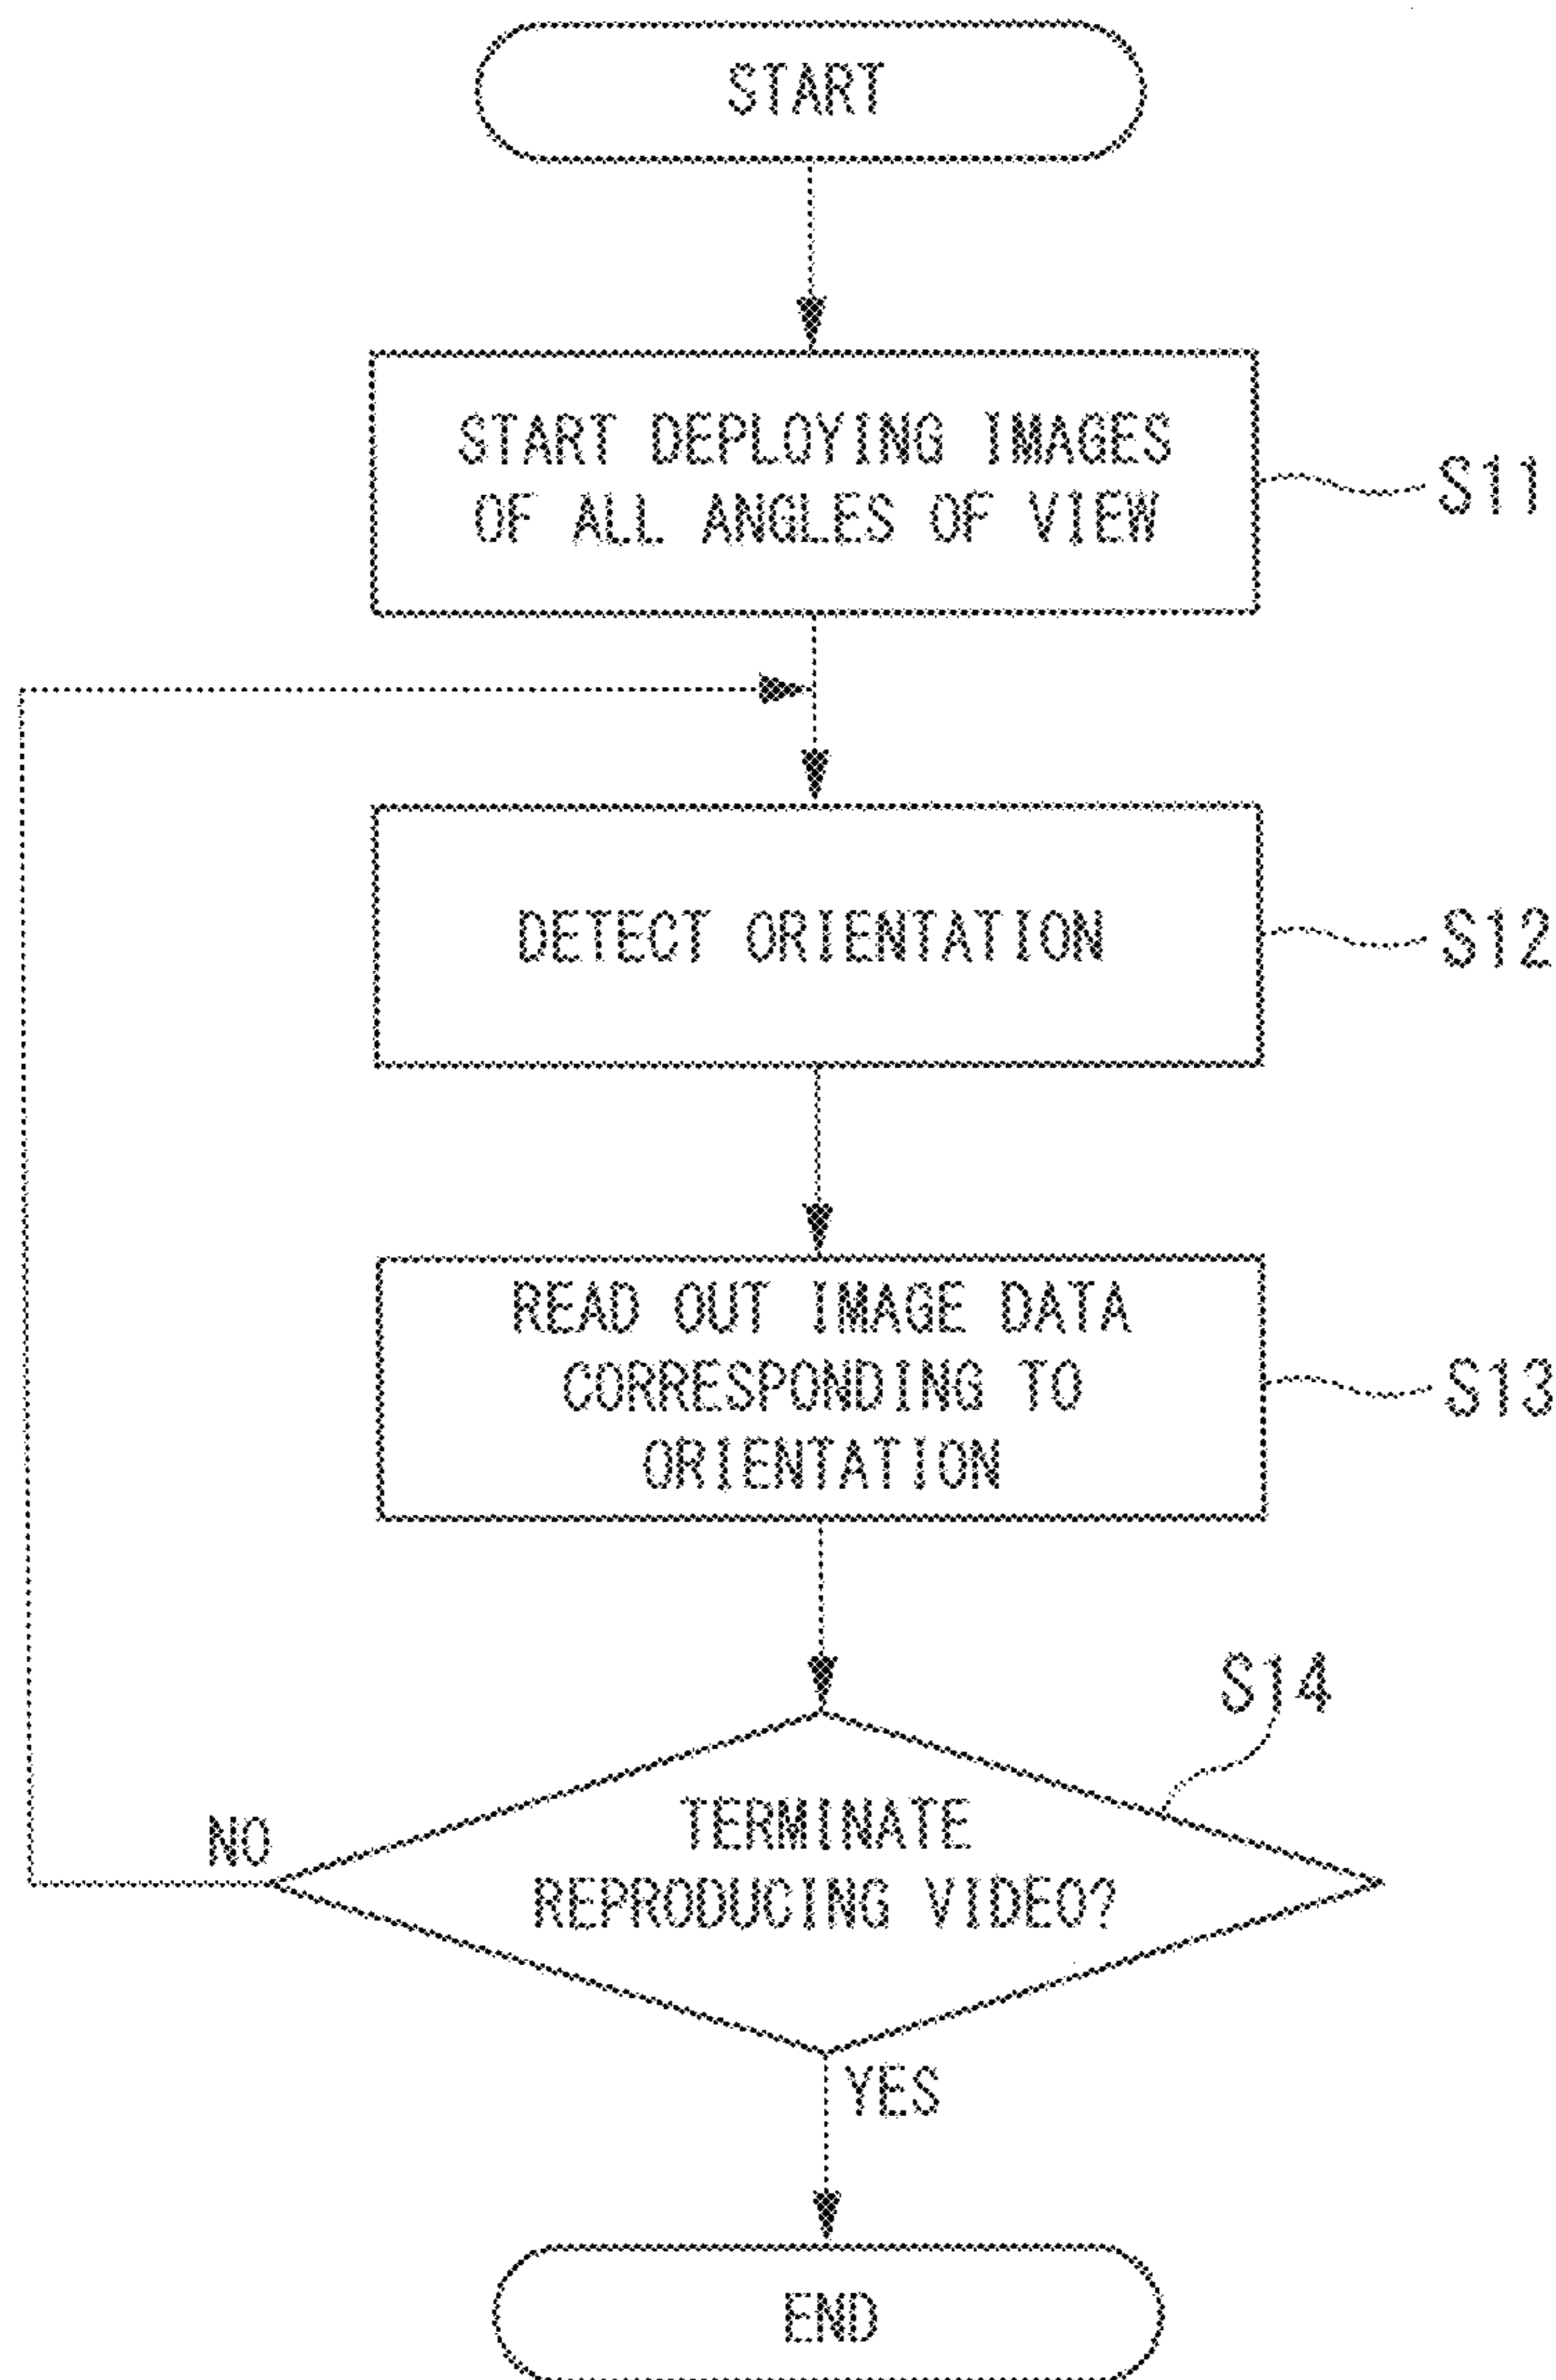 START
START DEPLOYING IMAGES
OF ALL ANGLES OF VIEW
S11
DETECT ORIENTATION
S12
READ OUT IMAGE DATA
CORRESPONDING TO
ORIENTATION
S13
S14
TERMINATE
REPRODUCING VIDEO?
NO
YES
END